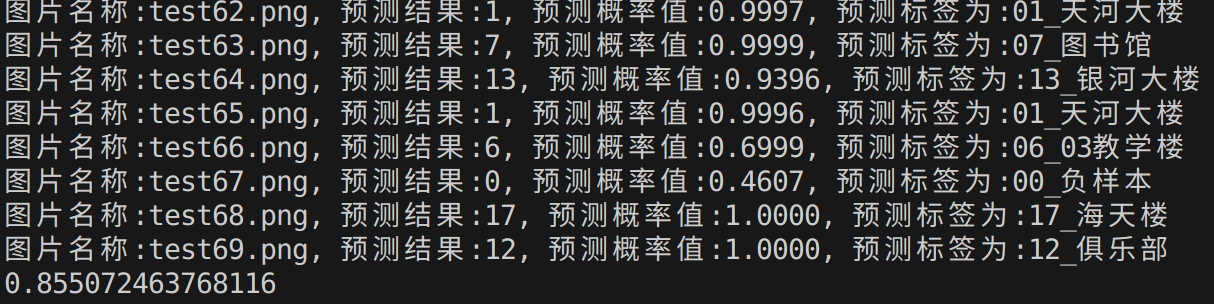 图片名称:test62.png, 预测结果:1, 预测概率值:0.9997, 预测标签为:01_天河大楼
图片名称:test63.png, 预测结果:7, 预测概率值:0.9999, 预测标签为:07_图书馆
图片名称:test64.png, 预测结果:13, 预测概率值:0.9396, 预测标签为:13_银河大楼
图片名称:test65.png, 预测结果:1, 预测概率值:0.9996, 预测标签为:01_天河大楼
图片名称:test66.png, 预测结果:6, 预测概率值:0.6999, 预测标签为:06_03教学楼
图片名称:test67.png, 预测结果:0, 预测概率值:0.4607, 预测标签为:00_负样本
图片名称:test68.png, 预测结果:17, 预测概率值:1.0000, 预测标签为:17_海天楼
图片名称:test69.png, 预测结果:12, 预测概率值:1.0000, 预测标签为:12_俱乐部
0.855072463768116